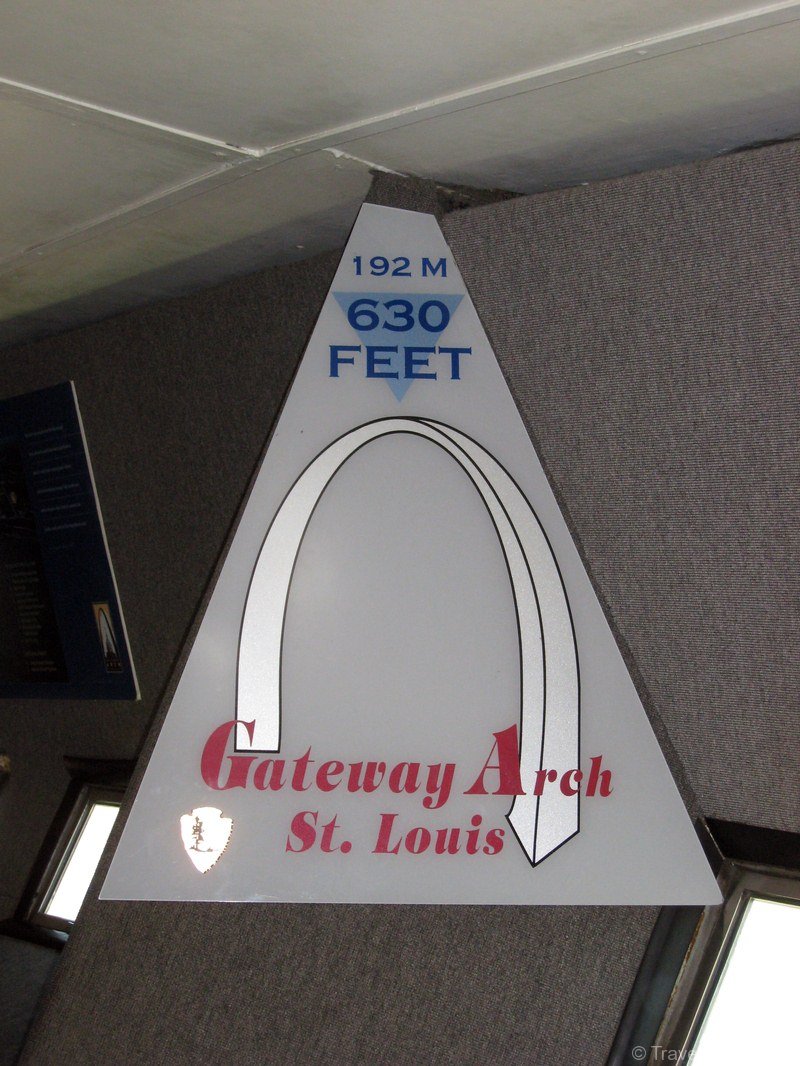 192 M
630
FEET
Gateway Arch
St. Louis
©